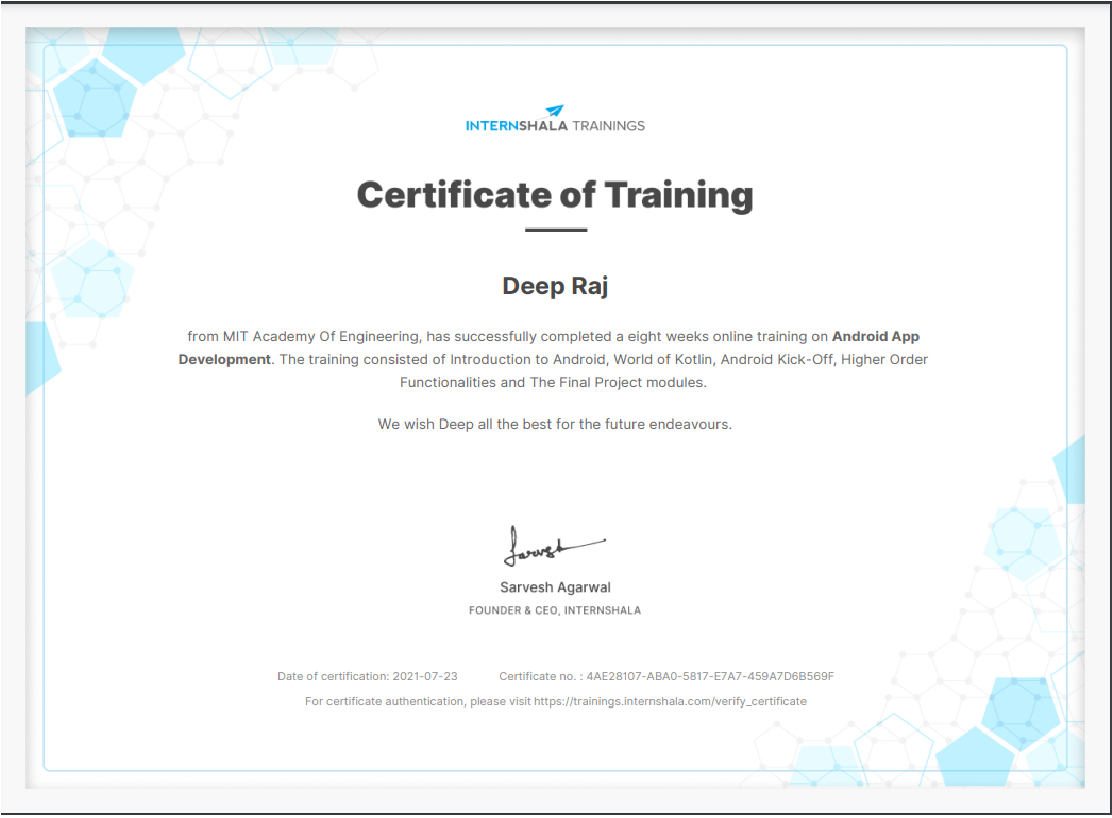 INTERNSHALA TRAININGS
Certificate of Training
Deep Raj
from MIT Academy Of Engineering, has successfully completed a eight weeks online training on Android App
Development. The training consisted of Introduction to Android, World of Kotlin, Android Kick-Off, Higher Order
Functionalities and The Final Project modules.
We wish Deep all the best for the future endeavours.
Sarvesh
Sarvesh Agarwal
FOUNDER & CEO, INTERNSHALA
Date of certification: 2021-07-23 Certificate no. : 4AE28107-ABA0-5817-E7A7-459A7D6B569F
For certificate authentication, please visit https://trainings.internshala.com/verify_certificate